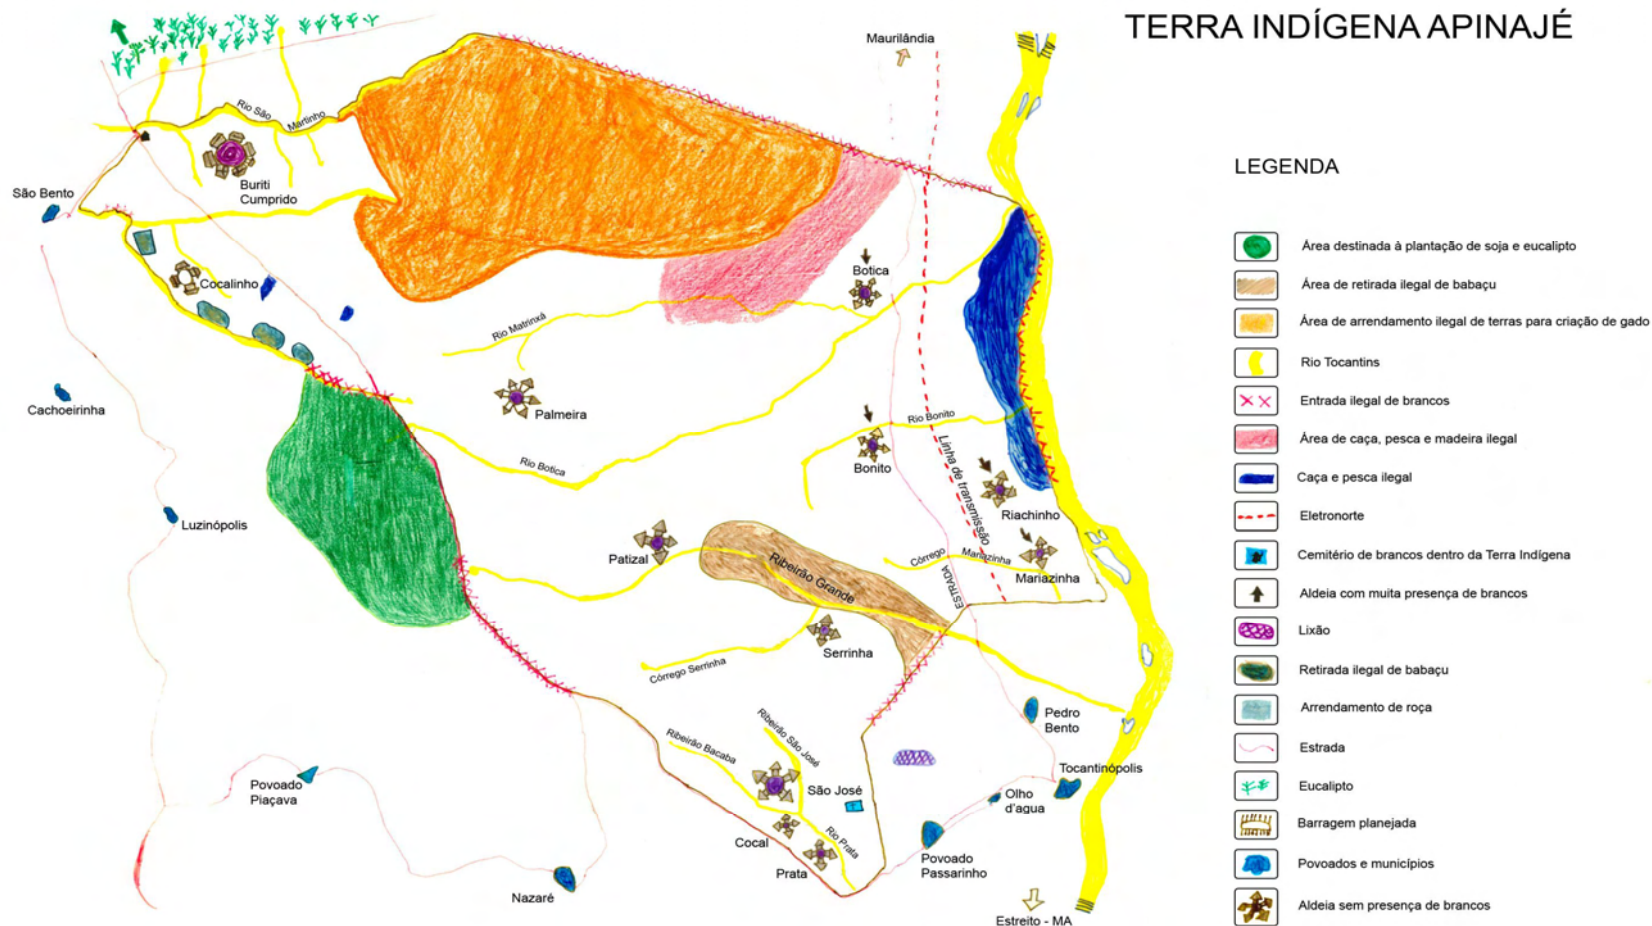 TERRA INDÍGENA APINAJÉ
Maurilândia
Rio São
Martinho
Buriti
Cumprido
São Bento
Cocalinho
Botica
Rio Matrinxá
Cachoeirinha
Palmeira
Rio Botica
Rio Bonito
Bonito
Linha de transmissão
Riachinho
Luzinópolis
Patizal
Ribeirão Grande
Córrego
Mariazinha
Mariazinha
ESTRADA
Serrinha
Córrego Serrinha
Pedro
Bento
Ribeirão São José
Ribeirão Bacaba
Povoado
Piaçava
São José
Tocantinópolis
Olho
d'agua
Cocal
Rio Prata
Prata
Povoado
Passarinho
Nazaré
Estreito - MA
LEGENDA
Área destinada à plantação de soja e eucalipto
Área de retirada ilegal de babaçu
Área de arrendamento ilegal de terras para criação de gado
Rio Tocantins
Entrada ilegal de brancos
Área de caça, pesca e madeira ilegal
Caça e pesca ilegal
Eletronorte
Cemitério de brancos dentro da Terra Indígena
Aldeia com muita presença de brancos
Lixão
Retirada ilegal de babaçu
Arrendamento de roça
Estrada
Eucalipto
Barragem planejada
Povoados e municípios
Aldeia sem presença de brancos